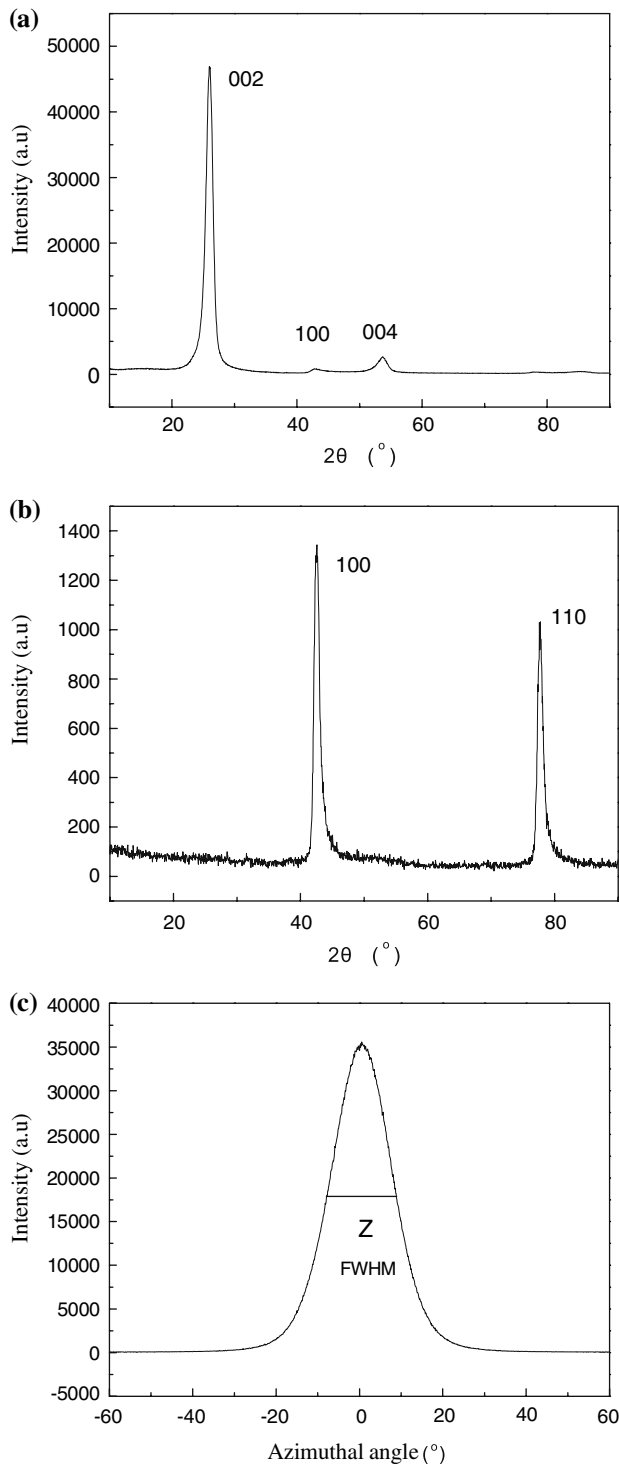 (a)
50000
40000
30000
20000
10000
0
Intensity (a.u)
002
100
004
20 40 60 80
2θ (°)
(b)
1400
1200
1000
800
600
400
200
0
Intensity (a.u)
100
110
20 40 60 80
2θ (°)
(c)
40000
35000
30000
25000
20000
15000
10000
5000
0
-5000
Intensity (a.u)
Z
FWHM
-60 -40 -20 0 20 40 60
Azimuthal angle (°)